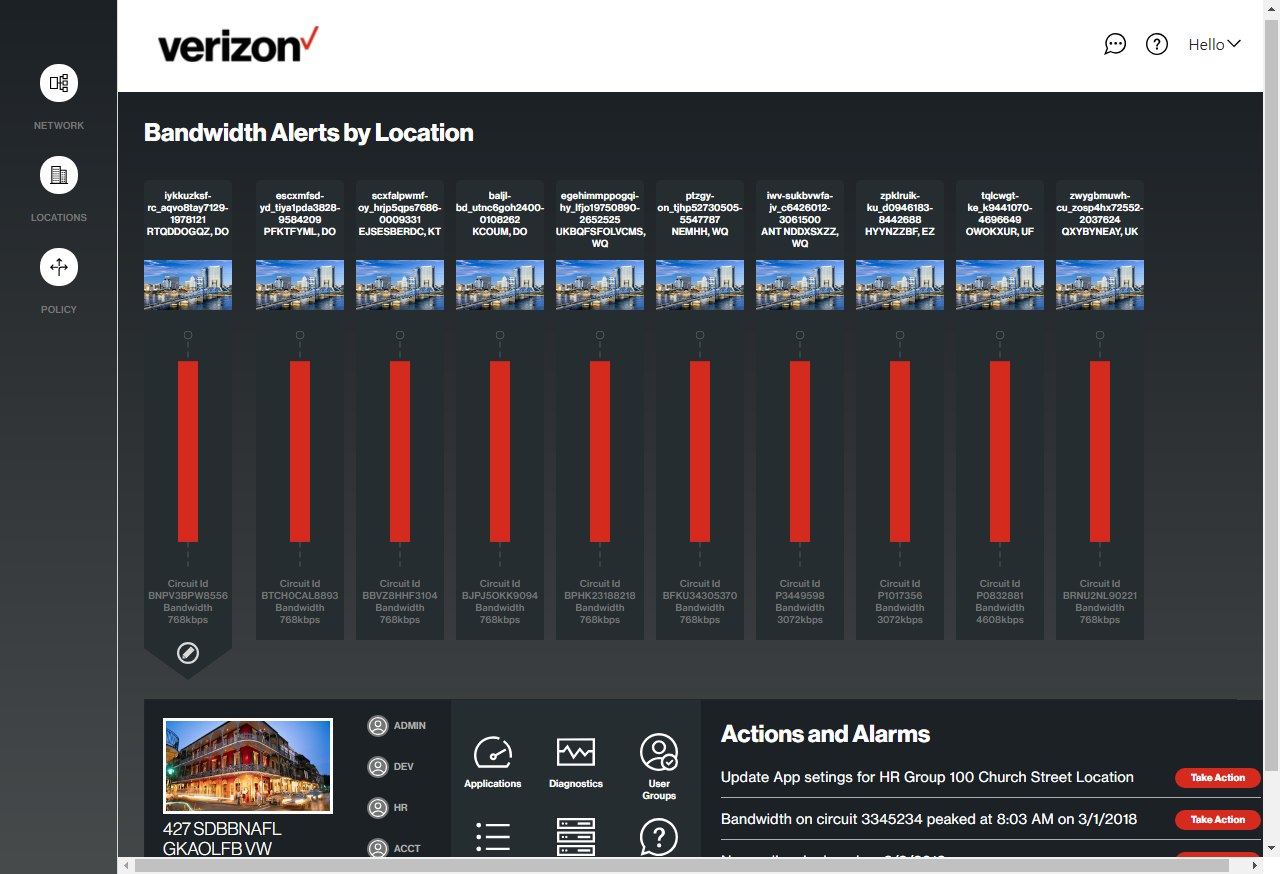 verizon
Hello
NETWORK
LOCATIONS
POLICY
Bandwidth Alerts by Location
iykkuzksf-
rc_aqvo8tay7129-
1978121
RTQDDOGQZ, DO
escxmfsd-
yd_tiya1pda3828-
9584209
PFKTFYML, DO
scxfalpwmf-
oy_hrjp5qps7686-
0009331
EJSESBERDC, KT
baljl-
bd_utnc6goh2400-
0108262
KCOUM, DO
egehimmppogqi-
hy_lfjo19750890-
2652525
UKBQFSFOLVCMS,
WQ
ptzgy-
on_tjhp52730505-
5547787
NEMHH, WQ
iwv-sukbvwfa-
jv_c6426012-
3061500
ANT NDDXSXZZ,
WQ
zpklruik-
ku_d0946183-
8442688
HYYNZZBF, EZ
tqlcwgt-
ke_k9441070-
4696649
OWOKXUR, UF
zwygbmuwh-
cu_zosp4hx72552-
2037624
QXYBYNEAY, UK
Circuit Id
BNPV3BPW8556
Bandwidth
768kbps
Circuit Id
BTCH0CAL8893
Bandwidth
768kbps
Circuit Id
BBVZ8HHF3104
Bandwidth
768kbps
Circuit Id
BJPJ5OKK9094
Bandwidth
768kbps
Circuit Id
BPHK23188218
Bandwidth
768kbps
Circuit Id
BFKU34305370
Bandwidth
768kbps
Circuit Id
P3449598
Bandwidth
3072kbps
Circuit Id
P1017356
Bandwidth
3072kbps
Circuit Id
P0832881
Bandwidth
4608kbps
Circuit Id
BRNU2NL90221
Bandwidth
768kbps
427 SDBBNAFL
GKAOLFB VW
ADMIN
DEV
HR
ACCT
Applications
Diagnostics
User
Groups
Actions and Alarms
Update App setings for HR Group 100 Church Street Location
Take Action
Bandwidth on circuit 3345234 peaked at 8:03 AM on 3/1/2018
Take Action